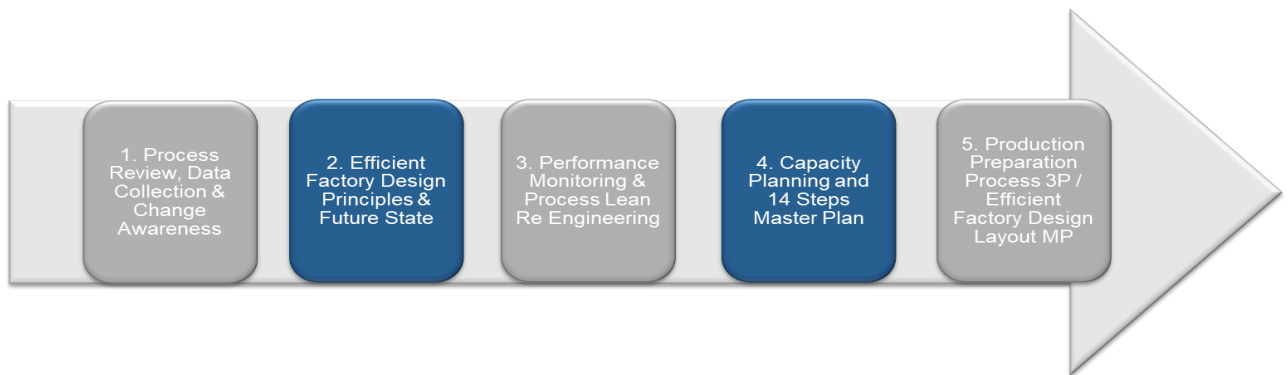 1. Process
Review, Data
Collection &
Change
Awareness
2. Efficient
Factory Design
Principles &
Future State
3. Performance
Monitoring &
Process Lean
Re Engineering
4. Capacity
Planning and
14 Steps
Master Plan
5. Production
Preparation
Process 3P /
Efficient
Factory Design
Layout MP